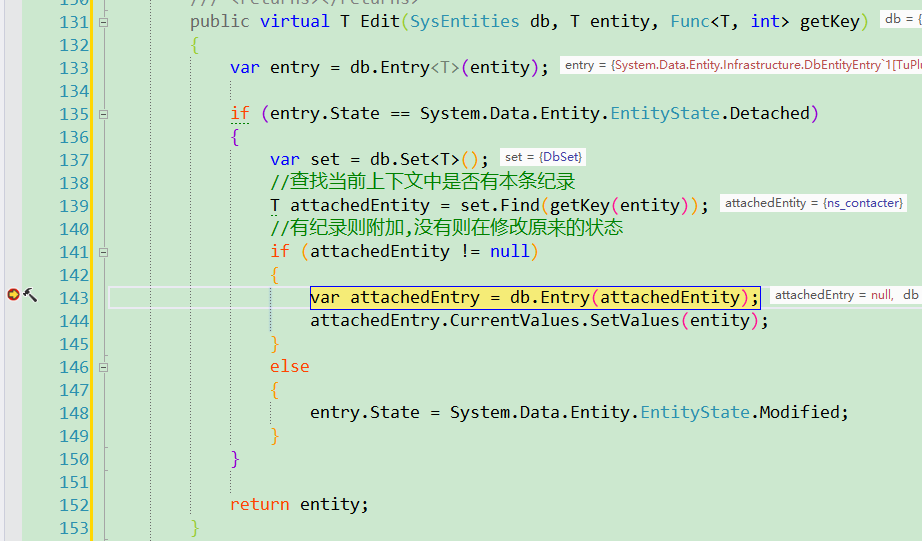 /// <returns></returns>
131 public virtual T Edit(SysEntities db, T entity, Func<T, int> getKey) db = {
132 {
133 var entry = db.Entry<T>(entity); entry = {System.Data.Entity.Infrastructure.DbEntityEntry`1[TuPl
134
135 if (entry.State == System.Data.Entity.EntityState.Detached)
136 {
137 var set = db.Set<T>(); set = {DbSet}
138 //查找当前上下文中是否有本条纪录
139 T attachedEntity = set.Find(getKey(entity)); attachedEntity = {ns_contacter}
140 //有纪录则附加,没有则在修改原来的状态
141 if (attachedEntity != null)
142 {
143 var attachedEntry = db.Entry(attachedEntity); attachedEntry = null, db
144 attachedEntry.CurrentValues.SetValues(entity);
145 }
146 else
147 {
148 entry.State = System.Data.Entity.EntityState.Modified;
149 }
150 }
151
152 return entity;
153 }